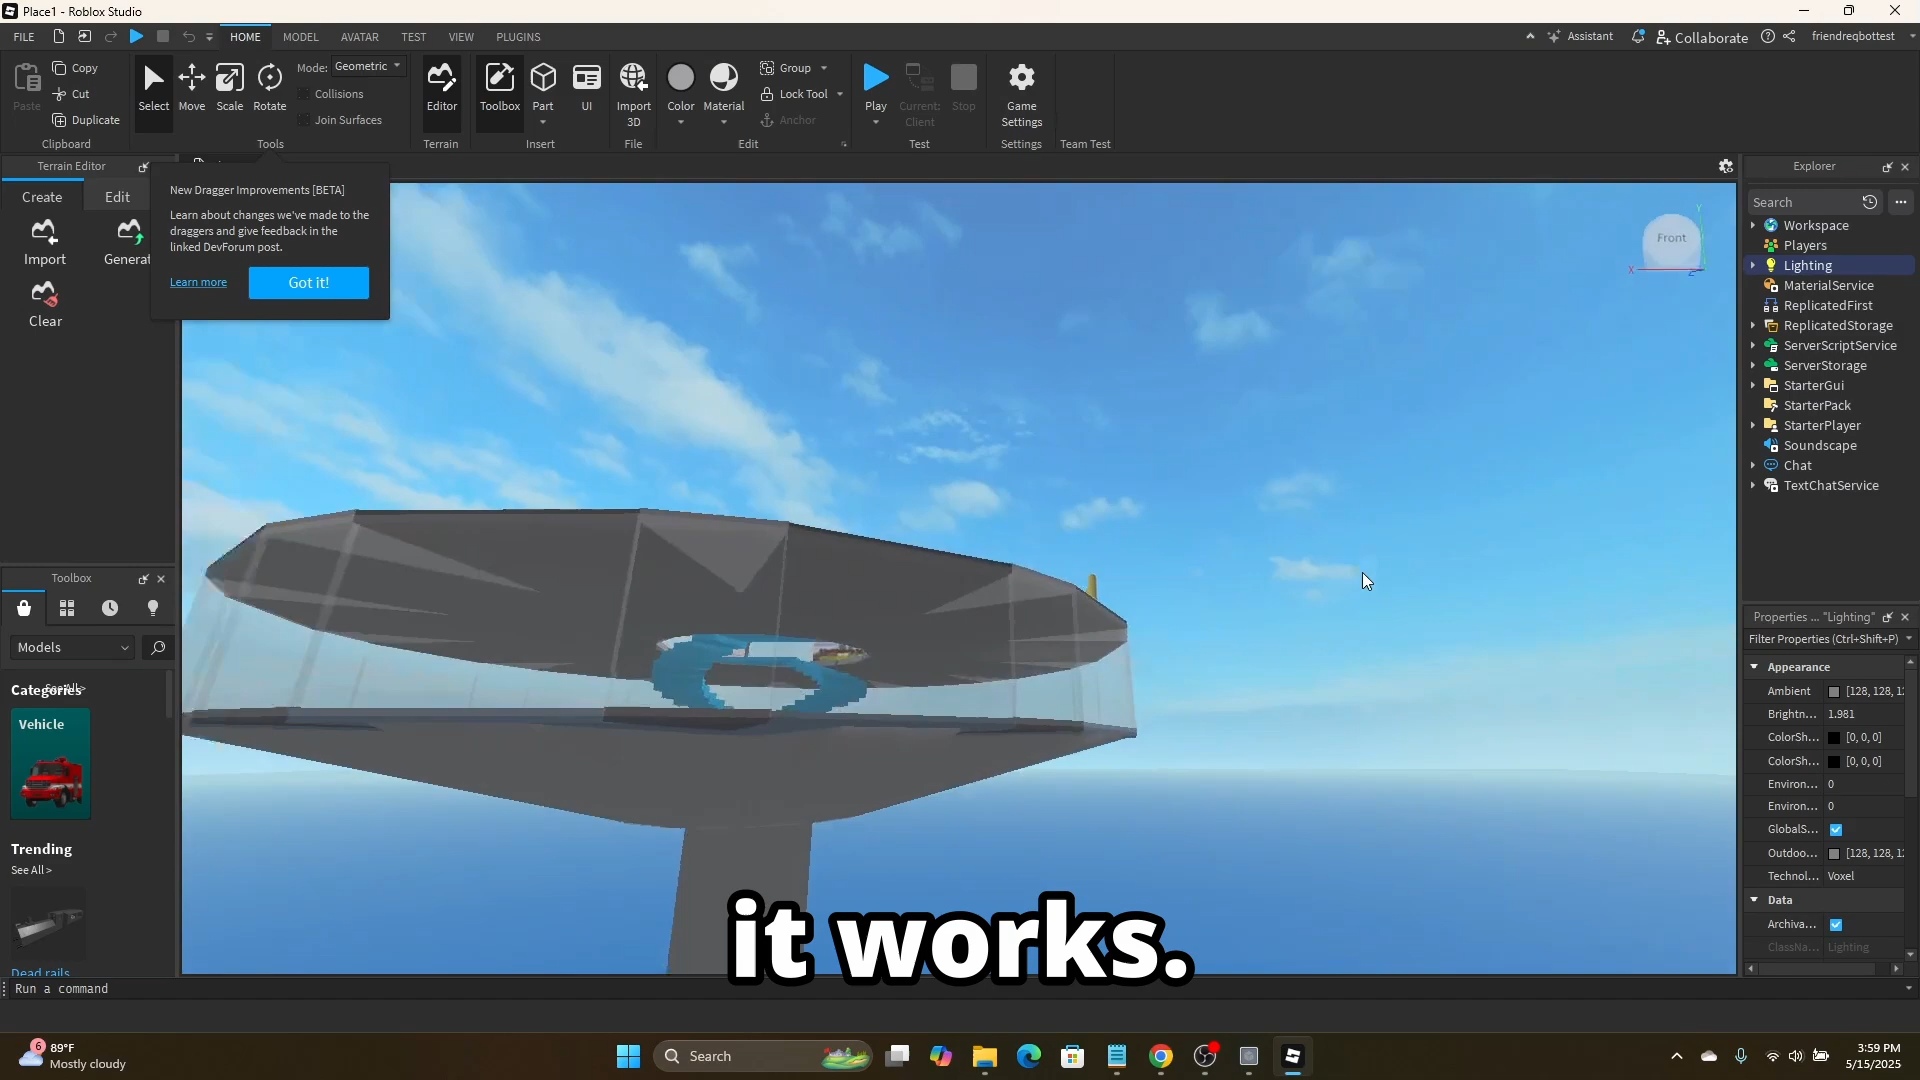 Place1 - Roblox Studio
FILE HOME MODEL AVATAR TEST VIEW PLUGINS Assistant Collaborate friendreqbottest
Paste Copy Cut Duplicate
Clipboard
Select Move Scale Rotate
Mode: Geometric
Collisions
Join Surfaces
Tools
Editor
Terrain
Toolbox Part UI
Insert
Import 3D
File
Color Material
Group
Lock Tool
Anchor
Edit
Play Current: Client Stop
Test
Game Settings
Settings
Team Test
Terrain Editor
Create Edit
Import Generat
Clear
New Dragger Improvements [BETA]
Learn about changes we've made to the
draggers and give feedback in the
linked DevForum post.
Learn more Got it!
Front
X
Y
Z
Toolbox
Models
Categories
See All >
Vehicle
Trending
See All >
Dead rails
Explorer
Search
Workspace
Players
Lighting
MaterialService
ReplicatedFirst
ReplicatedStorage
ServerScriptService
ServerStorage
StarterGui
StarterPack
StarterPlayer
Soundscape
Chat
TextChatService
Properties ... "Lighting"
Filter Properties (Ctrl+Shift+P)
Appearance
Ambient [128, 128, 12
Brightn... 1.981
ColorSh... [0, 0, 0]
ColorSh... [0, 0, 0]
Environ... 0
Environ... 0
GlobalS...
Outdoo... [128, 128, 12
Technol... Voxel
Data
Archiva...
ClassNa... Lighting
it works.
Run a command
6
89°F
Mostly cloudy
Search
3:59 PM
5/15/2025